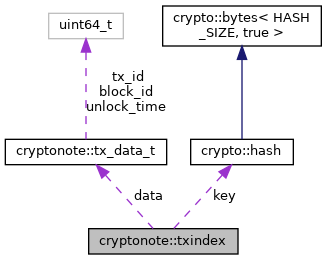 uint64_t
crypto::bytes< HASH
_SIZE, true >
tx_id
block_id
unlock_time
cryptonote::tx_data_t
crypto::hash
data
key
cryptonote::txindex